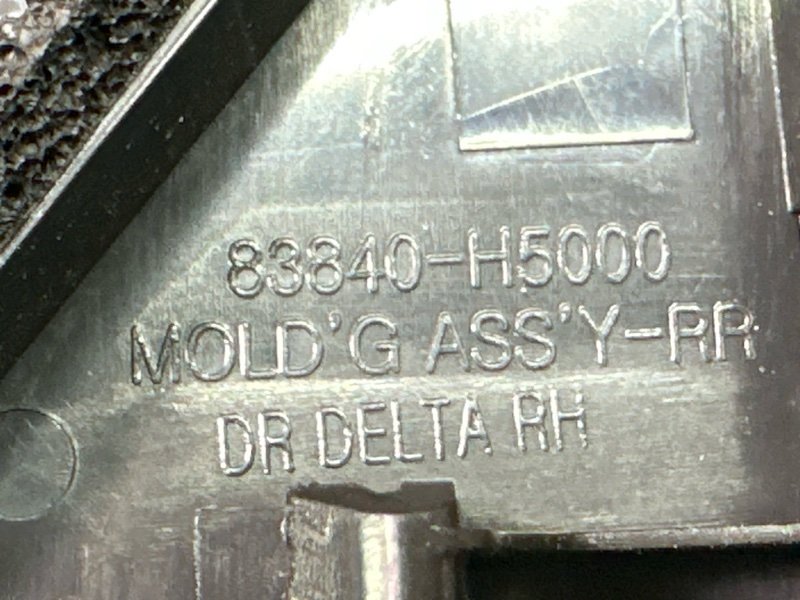 83840-H5000
MOLD'G ASS'Y-RR
DR DELTA RH